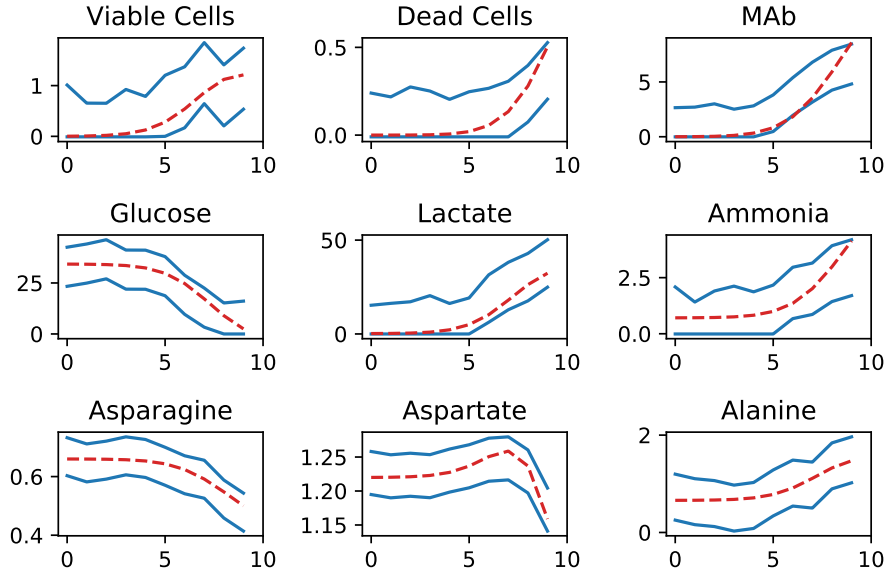 Viable Cells Dead Cells MAb
1 0.5 5
0 0.0 0
0 5 10 0 5 10 0 5 10
Glucose Lactate Ammonia
50
25 2.5
0 0 0.0
0 5 10 0 5 10 0 5 10
Asparagine Aspartate Alanine
2
1.25
0.6 1.20
0.4 1.15 0
0 5 10 0 5 10 0 5 10